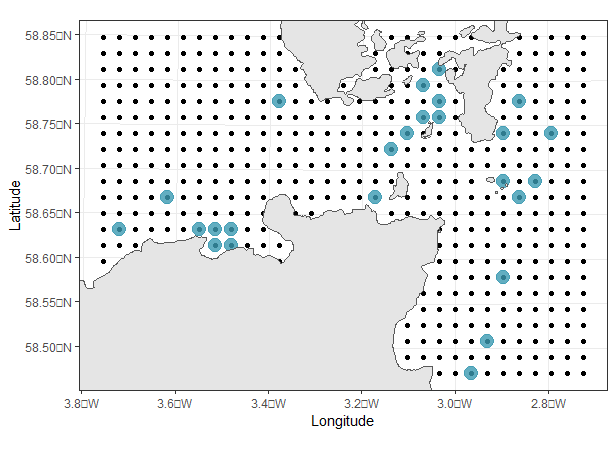 58.85□N
58.80□N
58.75□N
58.70□N
58.65□N
58.60□N
58.55□N
58.50□N
Latitude
3.8□W 3.6□W 3.4□W 3.2□W 3.0□W 2.8□W
Longitude